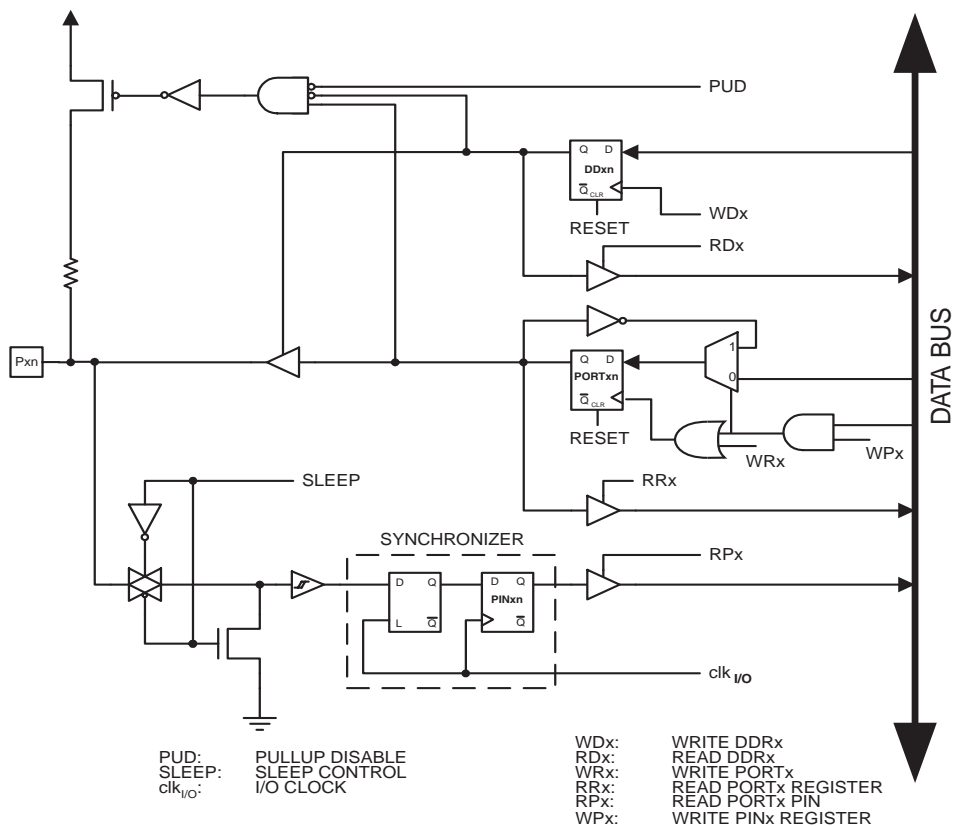 PUD
Q D
DDxn
Q CLR
WDx
RESET
RDx
Pxn
1
Q D
PORTxn
0
Q CLR
RESET
WRx
WPx
DATA BUS
SLEEP
RRx
SYNCHRONIZER
RPx
D Q
D Q
PINxn
L Q
Q
clk I/O
PUD: PULLUP DISABLE
SLEEP: SLEEP CONTROL
clkI/O: I/O CLOCK
WDx: WRITE DDRx
RDx: READ DDRx
WRx: WRITE PORTx
RRx: READ PORTx REGISTER
RPx: READ PORTx PIN
WPx: WRITE PINx REGISTER